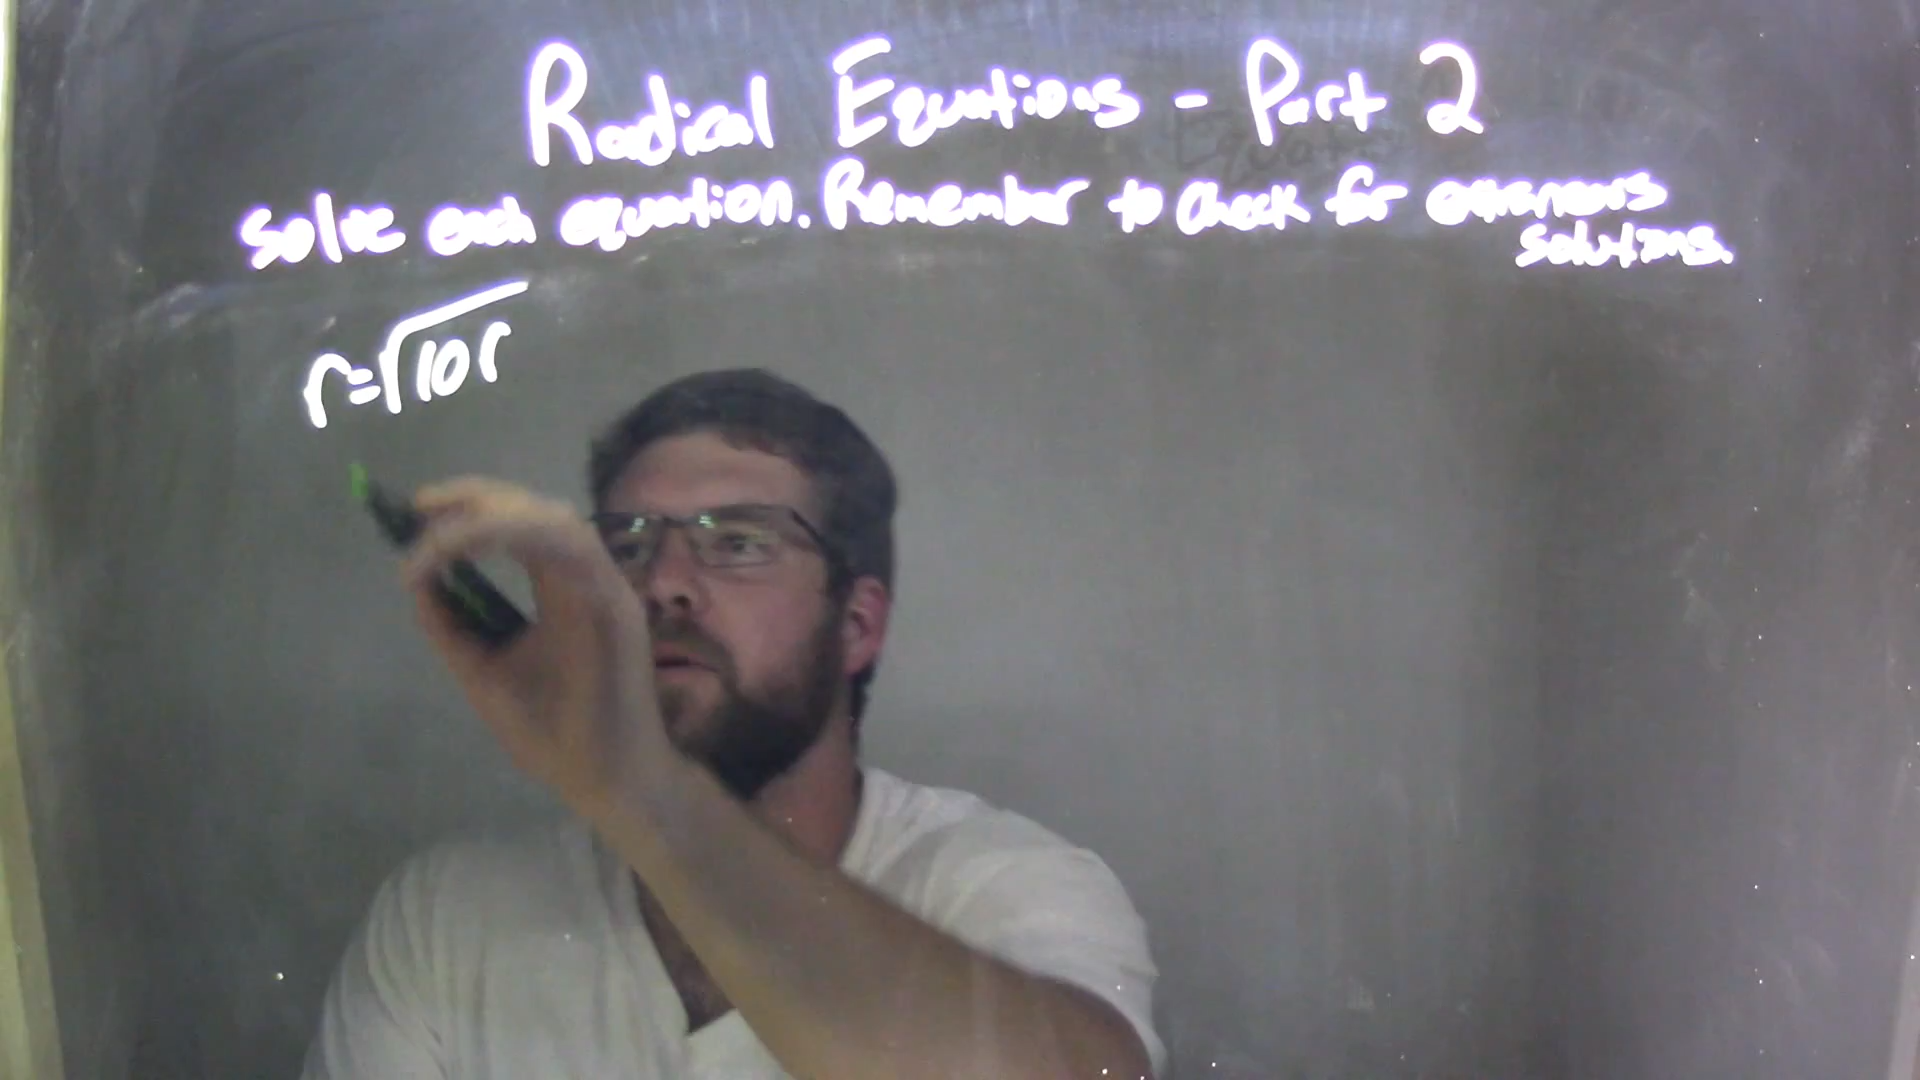 Radical Equations - Part 2
Solve each equation. Remember to check for extraneous
solutions.
r=√10r